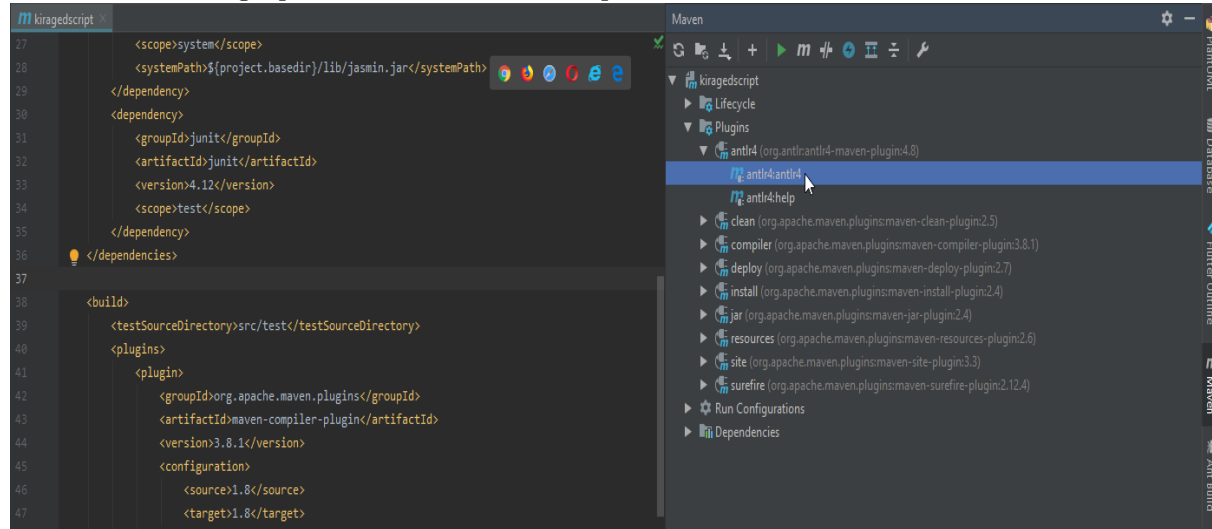 kiragedscript
27 <scope>system</scope>
28 <systemPath>${project.basedir}/lib/jasmin.jar</systemPath>
29 </dependency>
30 <dependency>
31 <groupId>junit</groupId>
32 <artifactId>junit</artifactId>
33 <version>4.12</version>
34 <scope>test</scope>
35 </dependency>
36 </dependencies>
37
38 <build>
39 <testSourceDirectory>src/test</testSourceDirectory>
40 <plugins>
41 <plugin>
42 <groupId>org.apache.maven.plugins</groupId>
43 <artifactId>maven-compiler-plugin</artifactId>
44 <version>3.8.1</version>
45 <configuration>
46 <source>1.8</source>
47 <target>1.8</target>
Maven
kiragedscript
Lifecycle
Plugins
antlr4 (org.antlr:antlr4-maven-plugin:4.8)
antlr4:antlr4
antlr4:help
clean (org.apache.maven.plugins:maven-clean-plugin:2.5)
compiler (org.apache.maven.plugins:maven-compiler-plugin:3.8.1)
deploy (org.apache.maven.plugins:maven-deploy-plugin:2.7)
install (org.apache.maven.plugins:maven-install-plugin:2.4)
jar (org.apache.maven.plugins:maven-jar-plugin:2.4)
resources (org.apache.maven.plugins:maven-resources-plugin:2.6)
site (org.apache.maven.plugins:maven-site-plugin:3.3)
surefire (org.apache.maven.plugins:maven-surefire-plugin:2.12.4)
Run Configurations
Dependencies
PlantUML
Database
Flutter Outline
Maven
Ant Build